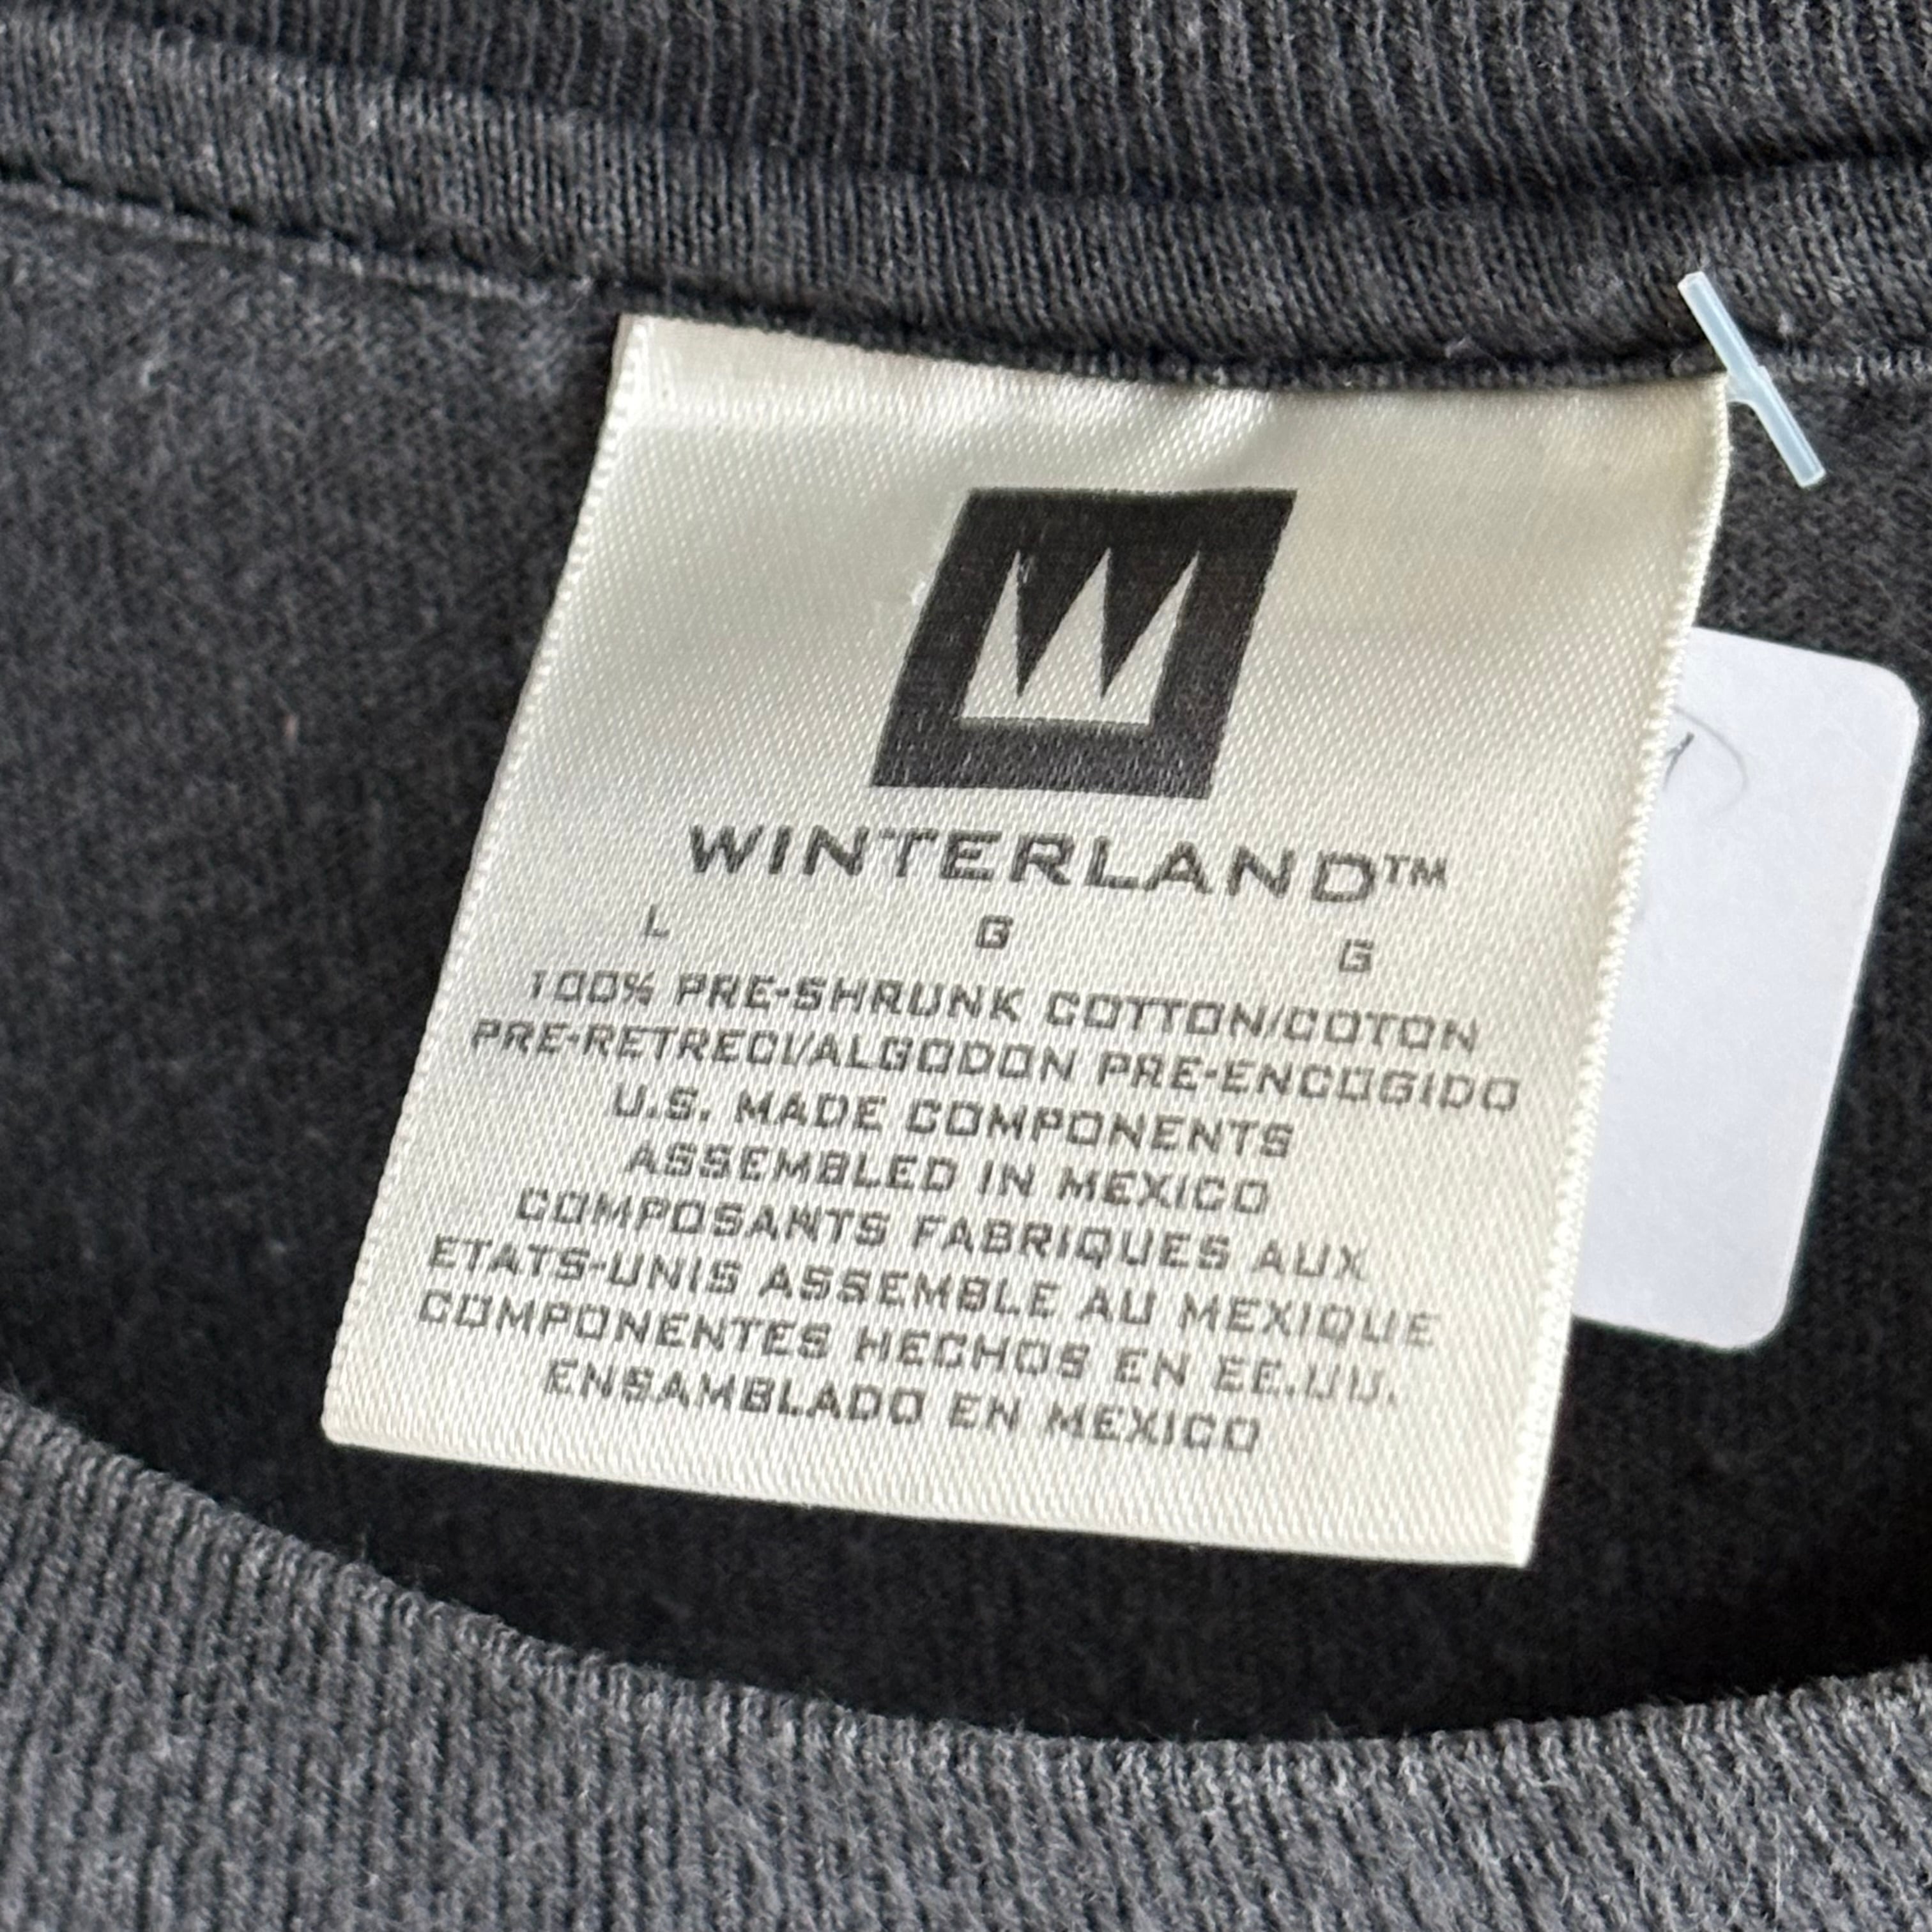 WINTERLAND™
L G G
100% PRE-SHRUNK COTTON/COTON
PRE-RETRECI/ALGODON PRE-ENCOGIDO
U.S. MADE COMPONENTS
ASSEMBLED IN MEXICO
COMPOSANTS FABRIQUES AUX
ETATS-UNIS ASSEMBLE AU MEXIQUE
COMPONENTES HECHOS EN EE.UU.
ENSAMBLADO EN MEXICO